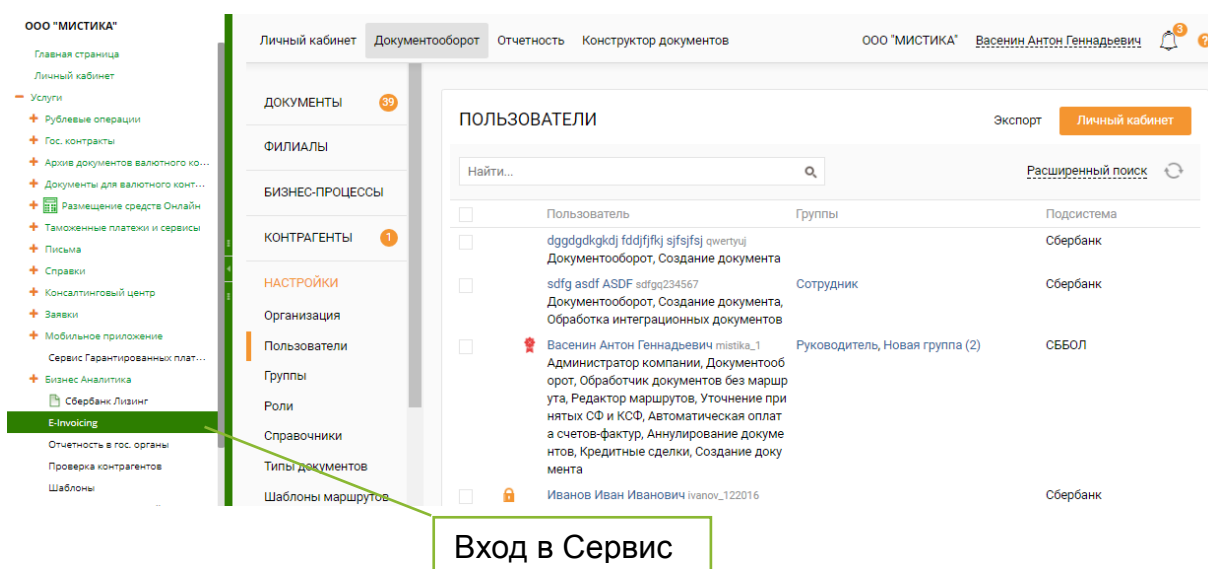 ООО "МИСТИКА"
Главная страница
Личный кабинет
Услуги
Рублевые операции
Гос. контракты
Архив документов валютного ко...
Документы для валютного конт...
Размещение средств Онлайн
Таможенные платежи и сервисы
Письма
Справки
Консалтинговый центр
Заявки
Мобильное приложение
Сервис Гарантированных плат...
Бизнес Аналитика
Сбербанк Лизинг
E-Invoicing
Отчетность в гос. органы
Проверка контрагентов
Шаблоны
Личный кабинет Документооборот Отчетность Конструктор документов ООО "МИСТИКА" Васенин Антон Геннадьевич 3 ?
ДОКУМЕНТЫ 39
ФИЛИАЛЫ
БИЗНЕС-ПРОЦЕССЫ
КОНТРАГЕНТЫ 1
НАСТРОЙКИ
Организация
Пользователи
Группы
Роли
Справочники
Типы документов
Шаблоны маршрутов
ПОЛЬЗОВАТЕЛИ Экспорт Личный кабинет
Найти... Расширенный поиск
Пользователь Группы Подсистема
dggdgdkgkdj fddjfjfkj sjfsjfsj qwertyuj Сбербанк
Документооборот, Создание документа
sdfg asdf ASDF sdfgq234567 Сотрудник Сбербанк
Документооборот, Создание документа,
Обработка интеграционных документов
Васенин Антон Геннадьевич mistika_1 Руководитель, Новая группа (2) СББОЛ
Администратор компании, Документооб
орот, Обработчик документов без маршр
ута, Редактор маршрутов, Уточнение при
нятых СФ и КСФ, Автоматическая оплат
а счетов-фактур, Аннулирование докуме
нтов, Кредитные сделки, Создание доку
мента
Иванов Иван Иванович ivanov_122016 Сбербанк
Вход в Сервис